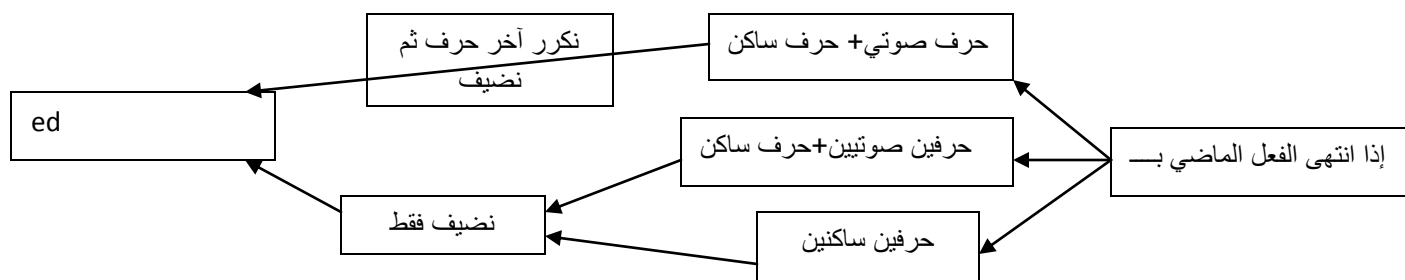 إذا انتهى الفعل الماضي بـــ
حرف صوتي+ حرف ساكن
نكرر آخر حرف ثم
نضيف
حرفين صوتيين+حرف ساكن
حرفين ساكنين
نضيف فقط
ed